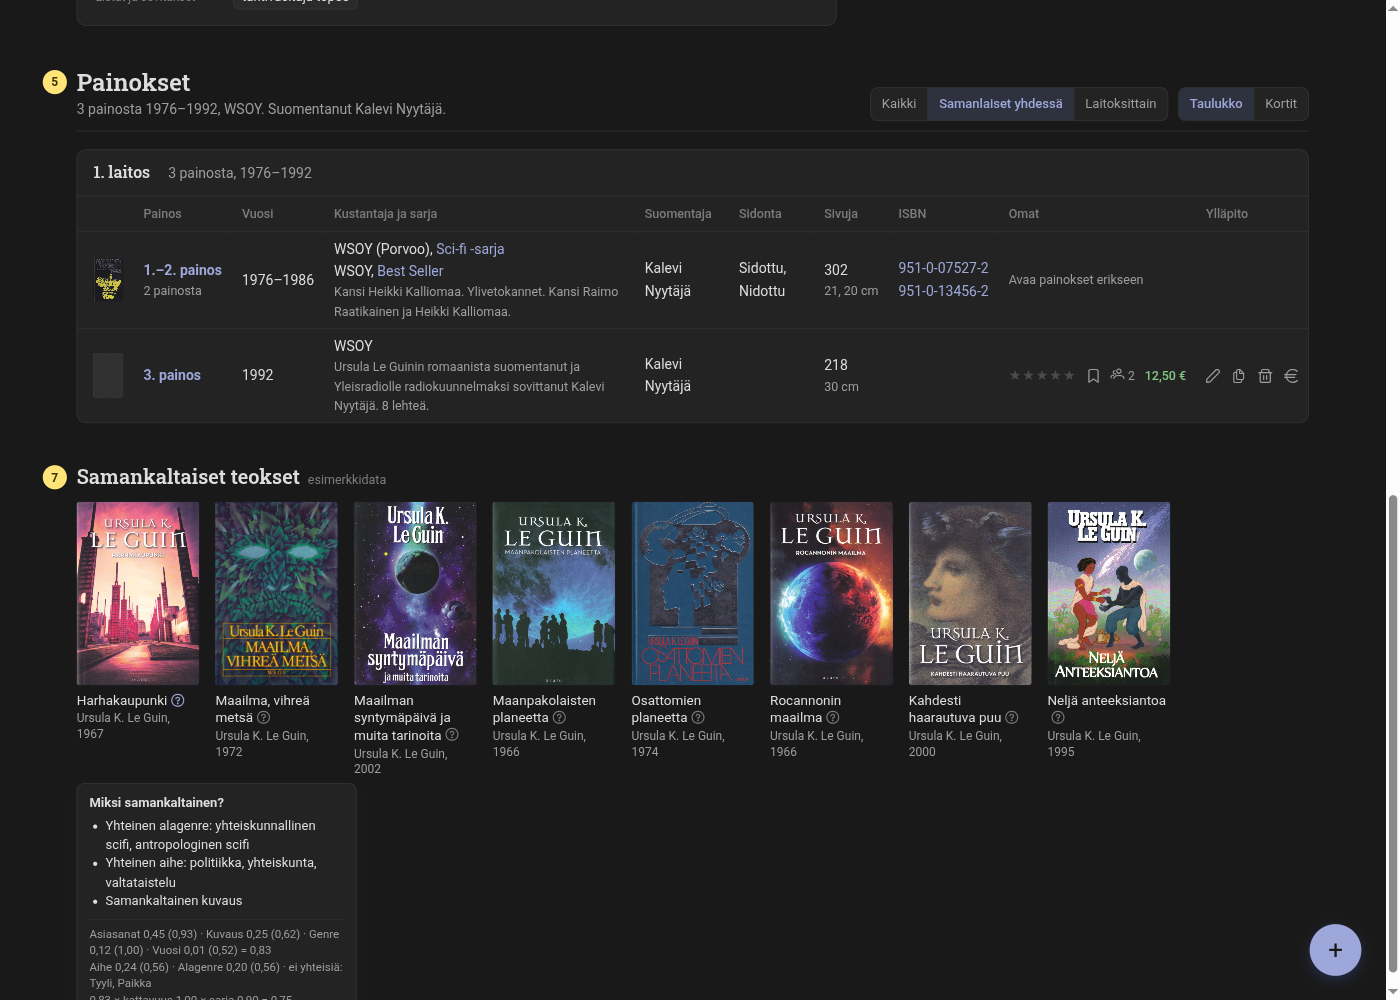 5
Painokset
3 painosta 1976–1992, WSOY. Suomentanut Kalevi Nyytäjä.
Kaikki
Samanlaiset yhdessä
Laitoksittain
Taulukko
Kortit
1. laitos
3 painosta, 1976–1992
Painos
Vuosi
Kustantaja ja sarja
Suomentaja
Sidonta
Sivuja
ISBN
Omat
Ylläpito
1.–2. painos
2 painosta
1976–1986
WSOY (Porvoo), Sci-fi -sarja
WSOY, Best Seller
Kansi Heikki Kalliomaa. Ylivetokannet. Kansi Raimo
Raatikainen ja Heikki Kalliomaa.
Kalevi
Nyytäjä
Sidottu,
Nidottu
302
21, 20 cm
951-0-07527-2
951-0-13456-2
Avaa painokset erikseen
3. painos
1992
WSOY
Ursula Le Guinin romaanista suomentanut ja
Yleisradiolle radiokuunnelmaksi sovittanut Kalevi
Nyytäjä. 8 lehteä.
Kalevi
Nyytäjä
218
30 cm
2
12,50 €
7
Samankaltaiset teokset
esimerkkidata
URSULA K.
LE GUIN
HARHAKAUPUNKI
Ursula K. Le Guin
MAAILMA,
VIHREÄ METSÄ
Ursula K.
Le Guin
Maailman
syntymäpäivä
ja muita tarinoita
URSULA K.
LE GUIN
MAANPAKOLAISTEN PLANEETTA
URSULA K. LE GUIN
OSATTOMIEN
PLANEETTA
URSULA K.
LE GUIN
ROCANNONIN MAAILMA
URSULA K.
LE GUIN
KAHDESTI HAARAUTUVA PUU
URSULA K.
LE GUIN
NELJÄ
ANTEEKSIANTOA
Harhakaupunki
Ursula K. Le Guin,
1967
Maailma, vihreä
metsä
Ursula K. Le Guin,
1972
Maailman
syntymäpäivä ja
muita tarinoita
Ursula K. Le Guin,
2002
Maanpakolaisten
planeetta
Ursula K. Le Guin,
1966
Osattomien
planeetta
Ursula K. Le Guin,
1974
Rocannonin
maailma
Ursula K. Le Guin,
1966
Kahdesti
haarautuva puu
Ursula K. Le Guin,
2000
Neljä anteeksiantoa
Ursula K. Le Guin,
1995
Miksi samankaltainen?
• Yhteinen alagenre: yhteiskunnallinen
scifi, antropologinen scifi
• Yhteinen aihe: politiikka, yhteiskunta,
valtataistelu
• Samankaltainen kuvaus
Asiasanat 0,45 (0,93) · Kuvaus 0,25 (0,62) · Genre
0,12 (1,00) · Vuosi 0,01 (0,52) = 0,83
Aihe 0,24 (0,56) · Alagenre 0,20 (0,56) · ei yhteisiä:
Tyyli, Paikka